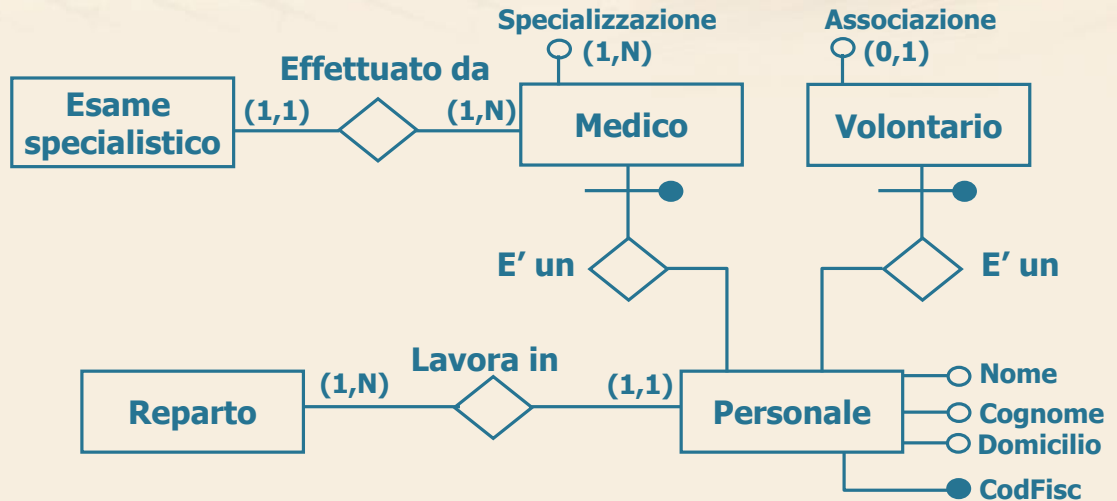 Specializzazione
(1,N)
Associazione
(0,1)
Effettuato da
Esame
specialistico
(1,1)
(1,N)
Medico
Volontario
E’ un
E’ un
Lavora in
Reparto
(1,N)
(1,1)
Personale
Nome
Cognome
Domicilio
CodFisc